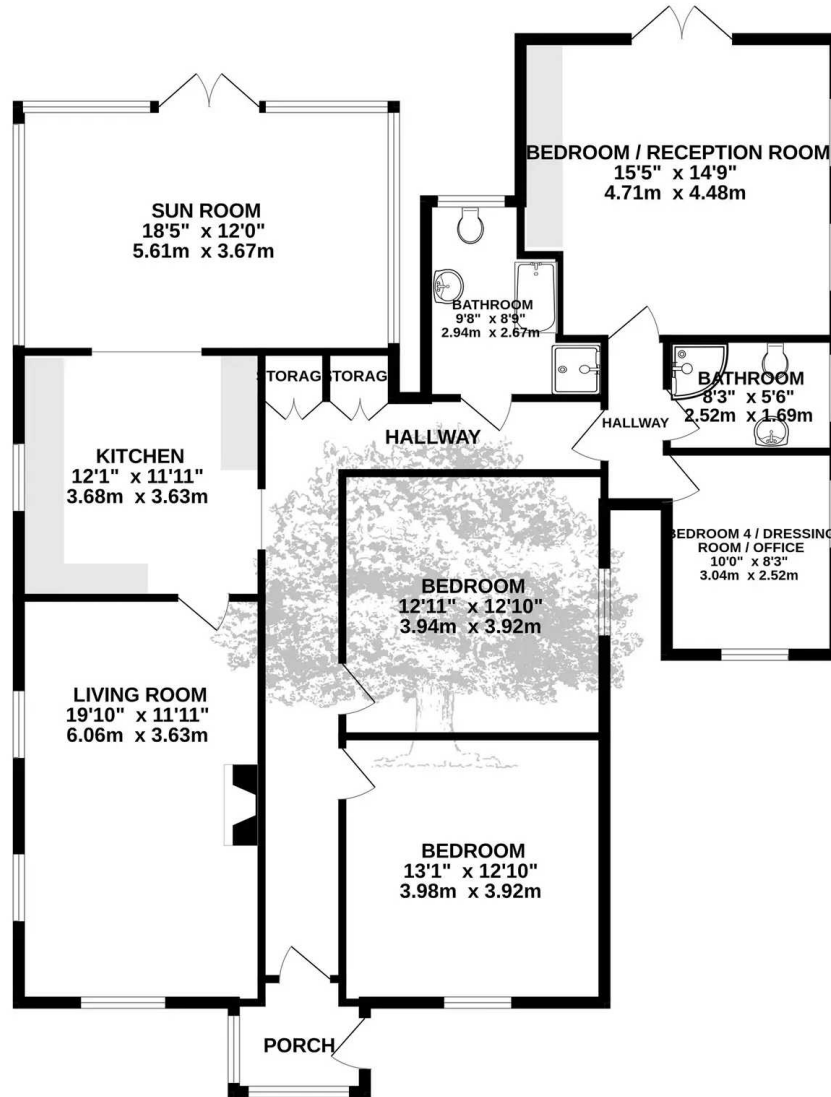 BEDROOM / RECEPTION ROOM
15'5" x 14'9"
4.71m x 4.48m
SUN ROOM
18'5" x 12'0"
5.61m x 3.67m
BATHROOM
9'8" x 8'9"
2.94m x 2.67m
STORAG
STORAG
BATHROOM
8'3" x 5'6"
2.52m x 1.69m
HALLWAY
HALLWAY
KITCHEN
12'1" x 11'11"
3.68m x 3.63m
BEDROOM 4 / DRESSING
ROOM / OFFICE
10'0" x 8'3"
3.04m x 2.52m
BEDROOM
12'11" x 12'10"
3.94m x 3.92m
LIVING ROOM
19'10" x 11'11"
6.06m x 3.63m
BEDROOM
13'1" x 12'10"
3.98m x 3.92m
PORCH